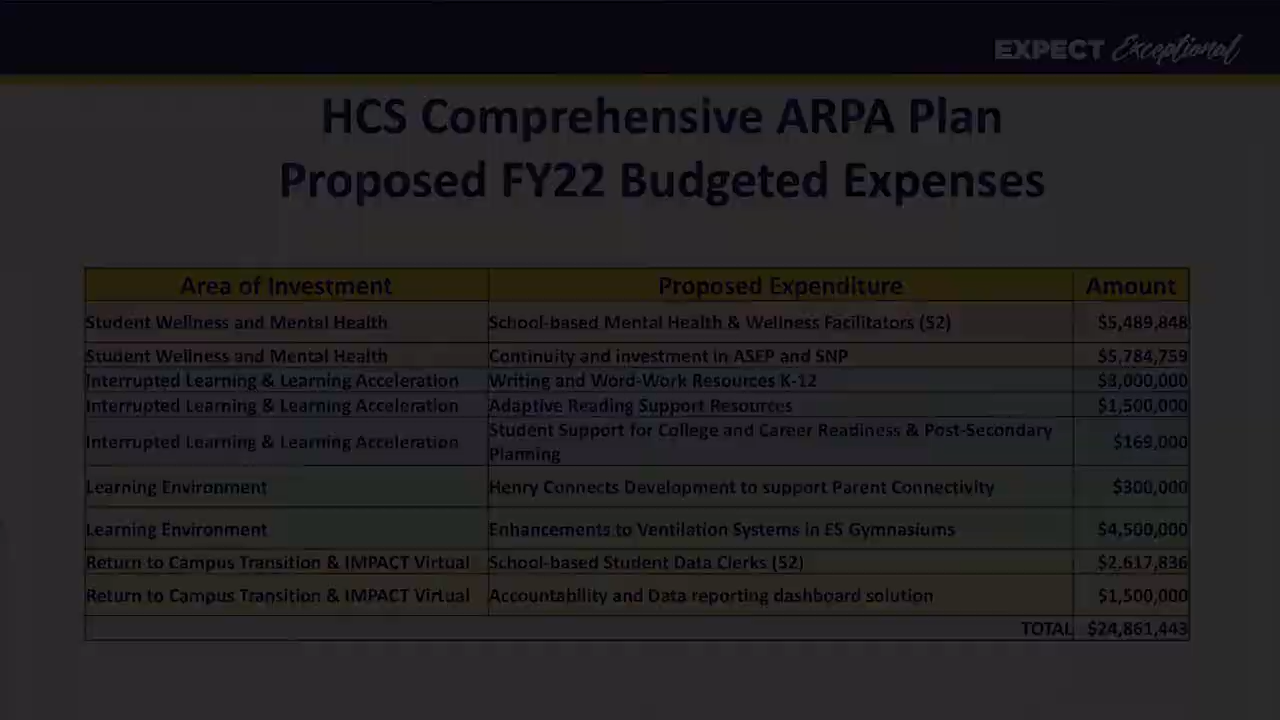 EXPECT Exceptional
HCS Comprehensive ARPA Plan
Proposed FY22 Budgeted Expenses
Area of Investment Proposed Expenditure Amount
Student Wellness and Mental Health School-based Mental Health & Wellness Facilitators (52) $5,489,848
Student Wellness and Mental Health Continuity and investment in ASEP and SNP $5,784,759
Interrupted Learning & Learning Acceleration Writing and Word-Work Resources K-12 $3,000,000
Interrupted Learning & Learning Acceleration Adaptive Reading Support Resources $1,500,000
Interrupted Learning & Learning Acceleration Student Support for College and Career Readiness & Post-Secondary
Planning $169,000
Learning Environment Henry Connects Development to support Parent Connectivity $300,000
Learning Environment Enhancements to Ventilation Systems in ES Gymnasiums $4,500,000
Return to Campus Transition & IMPACT Virtual School-based Student Data Clerks (52) $2,617,836
Return to Campus Transition & IMPACT Virtual Accountability and Data reporting dashboard solution $1,500,000
TOTAL $24,861,443